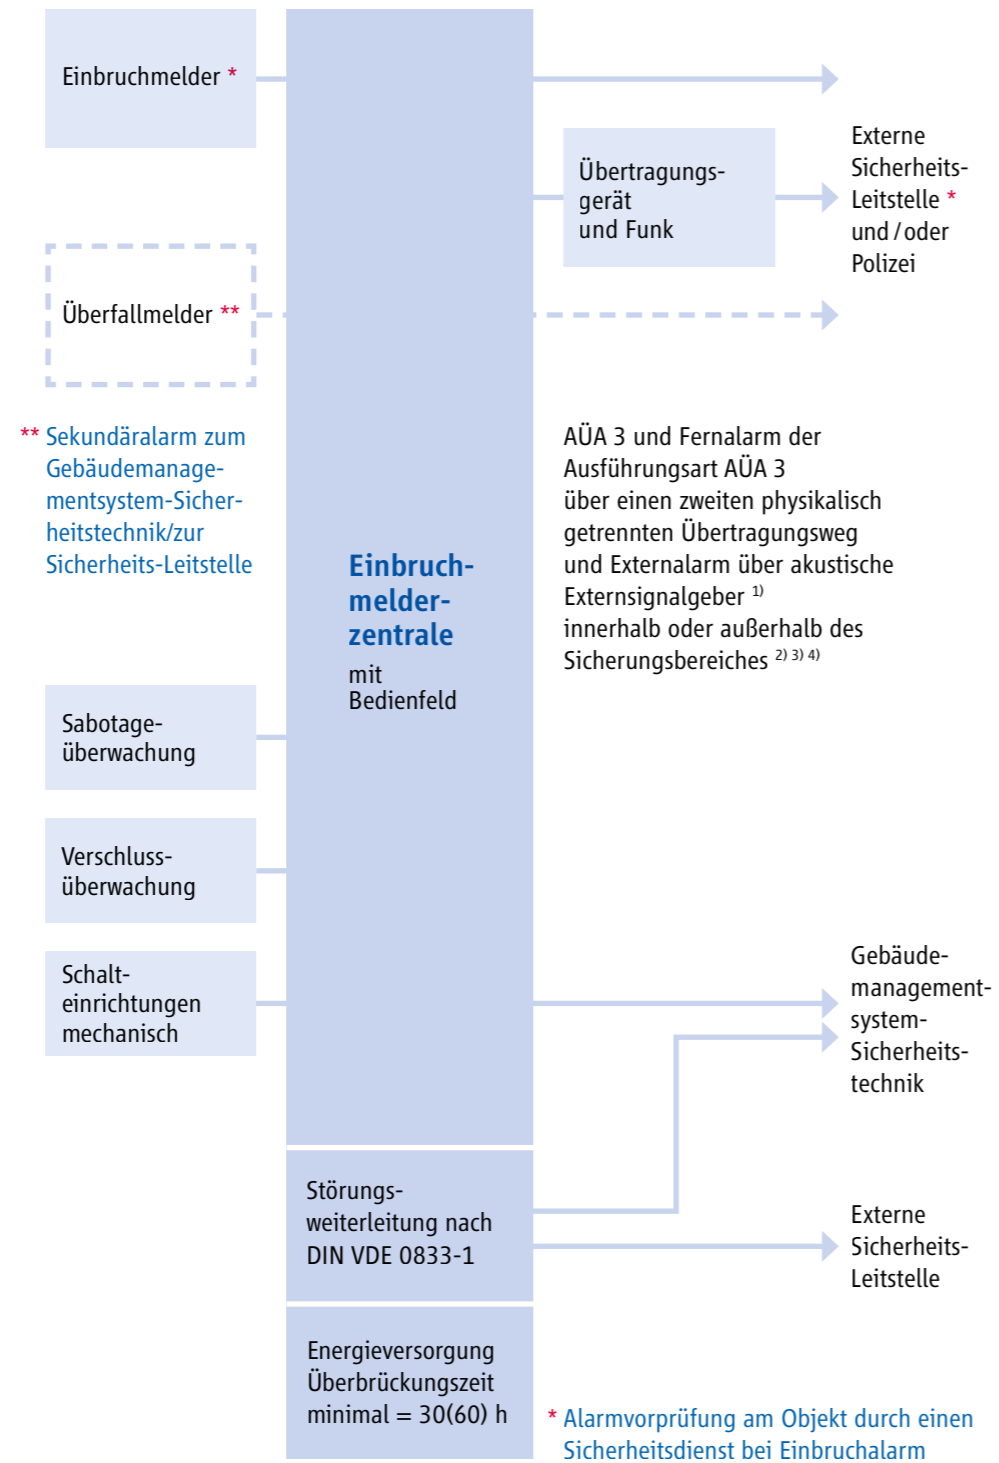 Einbruchmelder *
Übertragungs-
gerät
und Funk
Externe
Sicherheits-
Leitstelle *
und / oder
Polizei
Überfallmelder **
** Sekundäralarm zum
Gebäudemanage-
mentsystem-Sicher-
heitstechnik/zur
Sicherheits-Leitstelle
AÜA 3 und Fernalarm der
Ausführungsart AÜA 3
über einen zweiten physikalisch
getrennten Übertragungsweg
und Externalarm über akustische
Externsignalgeber 1)
innerhalb oder außerhalb des
Sicherungsbereiches 2) 3) 4)
Einbruch-
melder-
zentrale
mit
Bedienfeld
Sabotage-
überwachung
Verschluss-
überwachung
Schalt-
einrichtungen
mechanisch
Gebäude-
management-
system-
Sicherheits-
technik
Störungs-
weiterleitung nach
DIN VDE 0833-1
Externe
Sicherheits-
Leitstelle
Energieversorgung
Überbrückungszeit
minimal = 30(60) h
* Alarmvorprüfung am Objekt durch einen
Sicherheitsdienst bei Einbruchalarm